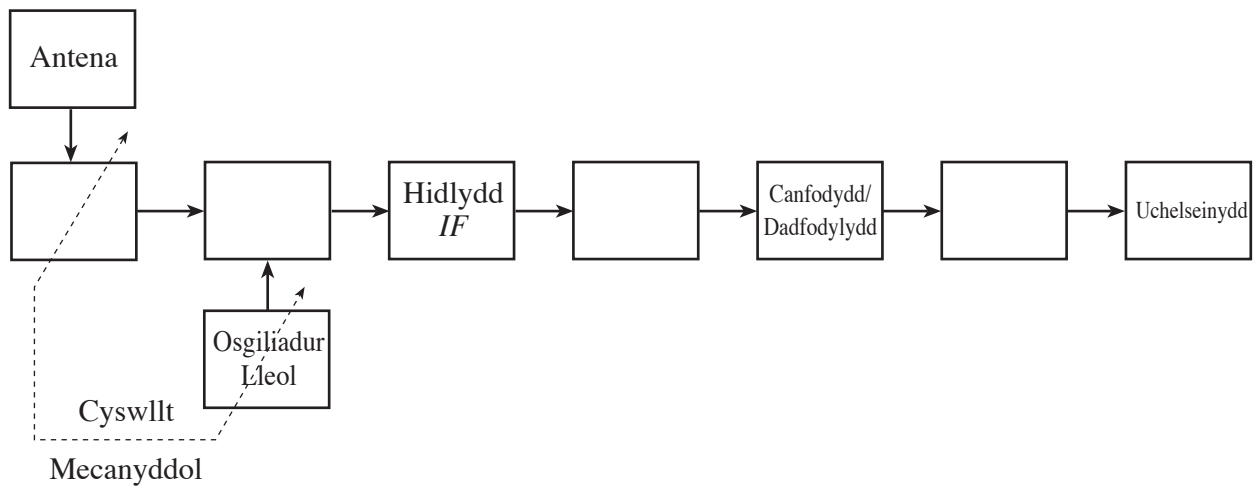 Antena
Hidlydd
IF
Canfodydd/
Dadfodylydd
Uchelseinydd
Osgiliadur
Lleol
Cyswllt
Mecanyddol